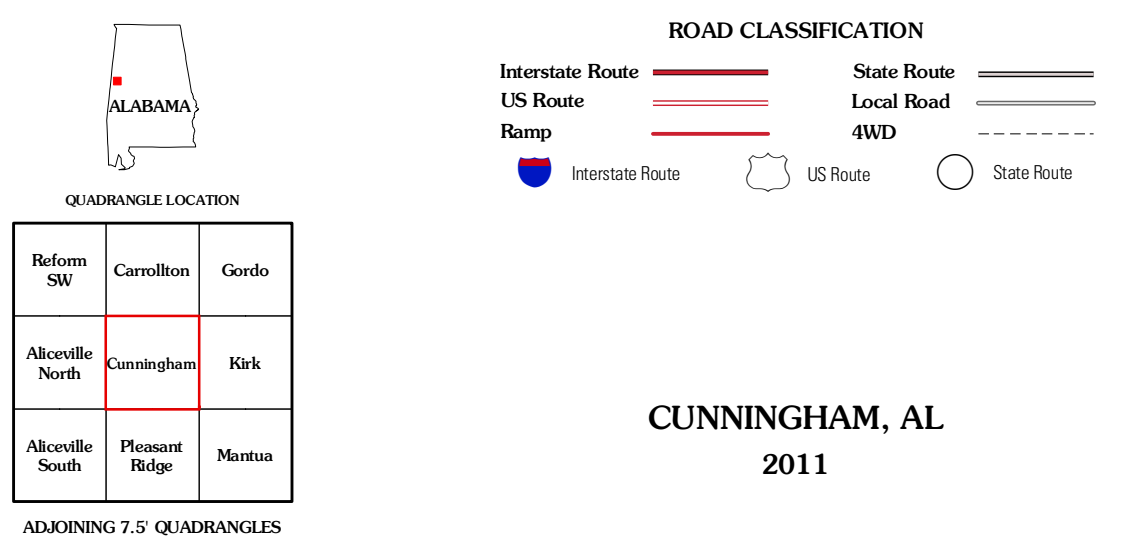 ALABAMA
QUADRANGLE LOCATION
Reform
SW
Carrollton
Gordo
Aliceville
North
Cunningham
Kirk
Aliceville
South
Pleasant
Ridge
Mantua
ADJOINING 7.5' QUADRANGLES
ROAD CLASSIFICATION
Interstate Route
State Route
US Route
Local Road
Ramp
4WD
Interstate Route
US Route
State Route
CUNNINGHAM, AL
2011